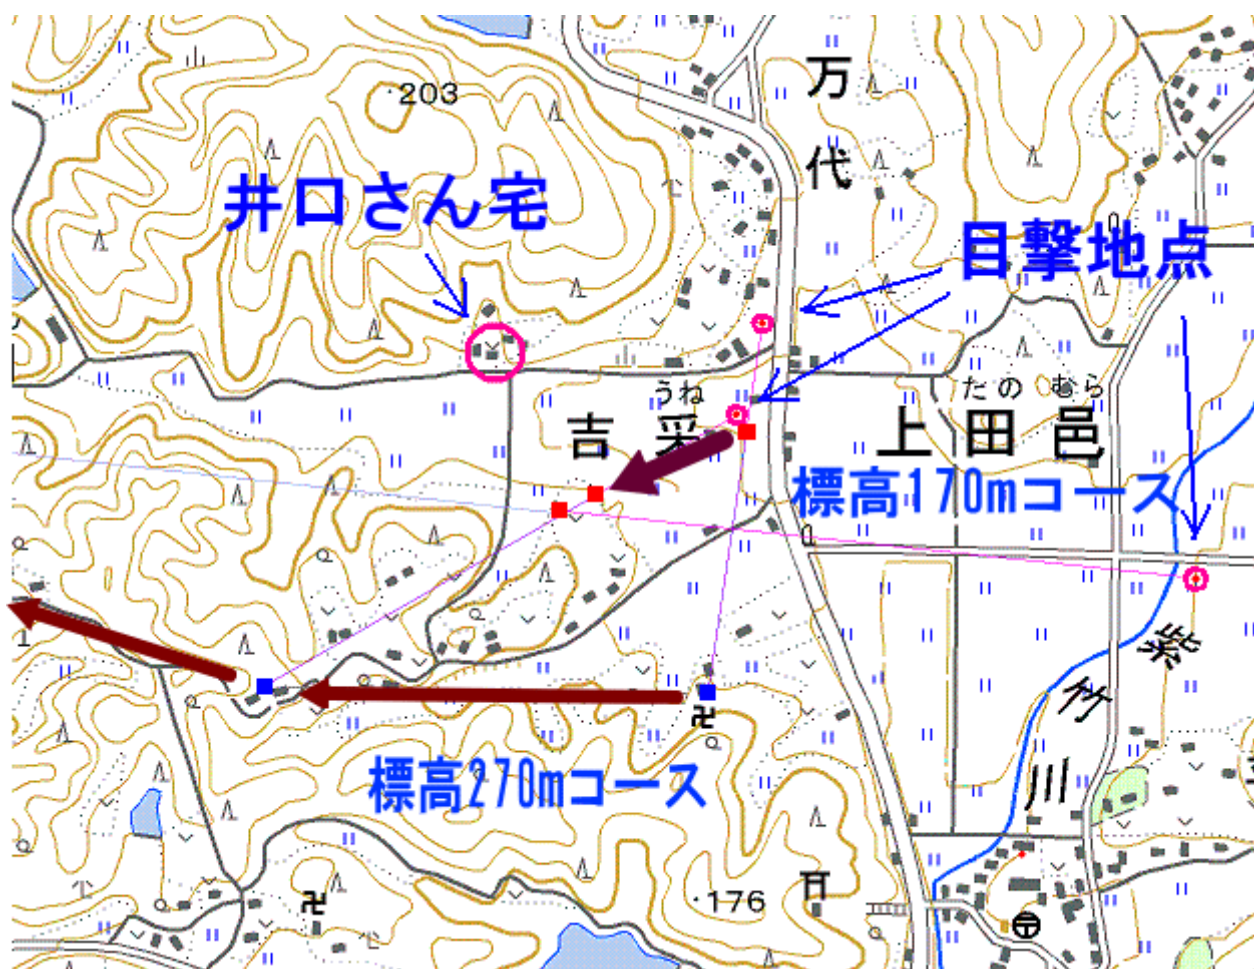 203
万代
井口さん宅
目撃地点
うね
吉 采
たの むら
上田邑
標高170mコース
紫竹川
標高270mコース
176
1